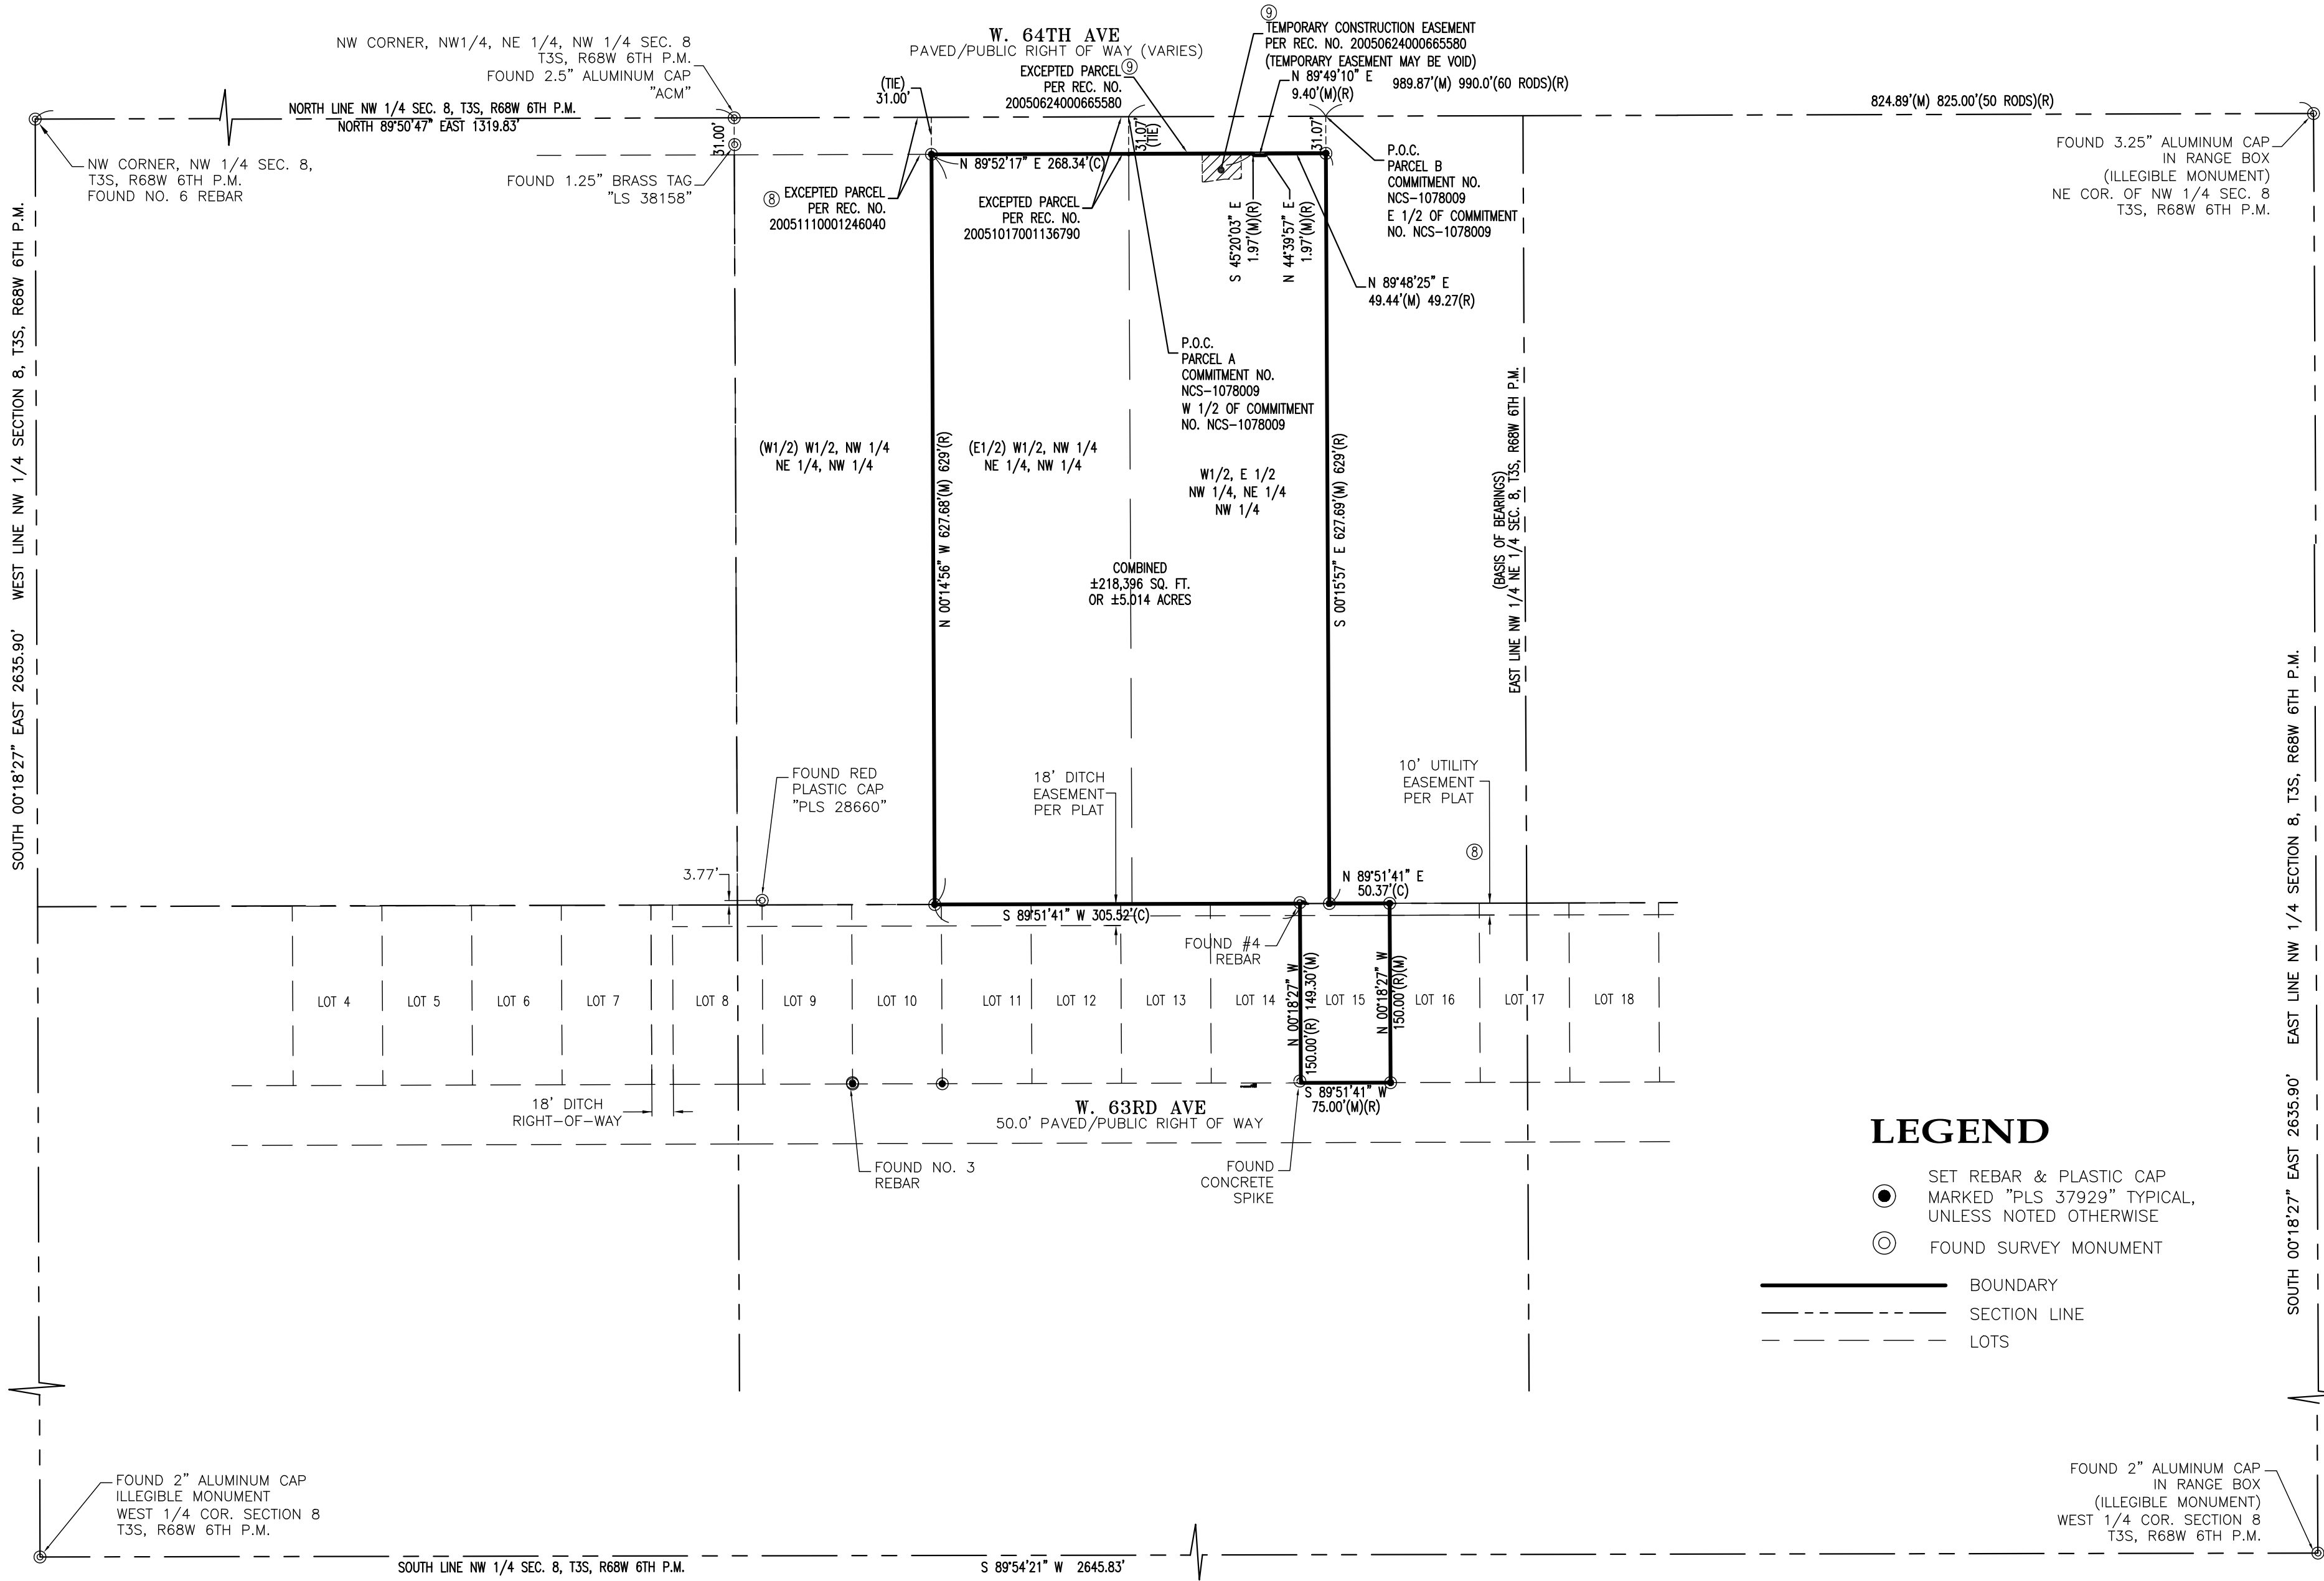 W. 64TH AVE
PAVED/PUBLIC RIGHT OF WAY (VARIES)
NW CORNER, NW1/4, NE 1/4, NW 1/4 SEC. 8
T3S, R68W 6TH P.M.
FOUND 2.5" ALUMINUM CAP
"ACM"
NORTH LINE NW 1/4 SEC. 8, T3S, R68W 6TH P.M.
NORTH 89°50'47" EAST 1319.83'
NW CORNER, NW 1/4 SEC. 8,
T3S, R68W 6TH P.M.
FOUND NO. 6 REBAR
FOUND 1.25" BRASS TAG
"LS 38158"
31.00'
(TIE)
31.00'
EXCEPTED PARCEL ⑨
PER REC. NO.
20050624000665580
⑨
TEMPORARY CONSTRUCTION EASEMENT
PER REC. NO. 20050624000665580
(TEMPORARY EASEMENT MAY BE VOID)
N 89°49'10" E
9.40'(M)(R)
989.87'(M) 990.0'(60 RODS)(R)
824.89'(M) 825.00'(50 RODS)(R)
FOUND 3.25" ALUMINUM CAP
IN RANGE BOX
(ILLEGIBLE MONUMENT)
NE COR. OF NW 1/4 SEC. 8
T3S, R68W 6TH P.M.
31.07'
(TIE)
31.07'
N 89°52'17" E 268.34'(C)
⑧ EXCEPTED PARCEL
PER REC. NO.
20051110001246040
EXCEPTED PARCEL
PER REC. NO.
20051017001136790
S 45°20'03" E
1.97'(M)(R)
N 44°39'57" E
1.97'(M)(R)
P.O.C.
PARCEL B
COMMITMENT NO.
NCS-1078009
E 1/2 OF COMMITMENT
NO. NCS-1078009
N 89°48'25" E
49.44'(M) 49.27(R)
P.O.C.
PARCEL A
COMMITMENT NO.
NCS-1078009
W 1/2 OF COMMITMENT
NO. NCS-1078009
WEST LINE NW 1/4 SECTION 8, T3S, R68W 6TH P.M.
SOUTH 00°18'27" EAST 2635.90'
(W1/2) W1/2, NW 1/4
NE 1/4, NW 1/4
(E1/2) W1/2, NW 1/4
NE 1/4, NW 1/4
W1/2, E 1/2
NW 1/4, NE 1/4
NW 1/4
N 00°14'56" W 627.68'(M) 629'(R)
S 00°15'57" E 627.69'(M) 629'(R)
(BASIS OF BEARINGS)
EAST LINE NW 1/4 NE 1/4 SEC. 8, T3S, R68W 6TH P.M.
COMBINED
±218,396 SQ. FT.
OR ±5.014 ACRES
EAST LINE NW 1/4 SECTION 8, T3S, R68W 6TH P.M.
SOUTH 00°18'27" EAST 2635.90'
FOUND RED
PLASTIC CAP
"PLS 28660"
18' DITCH
EASEMENT
PER PLAT
10' UTILITY
EASEMENT
PER PLAT
⑧
3.77'
N 89°51'41" E
50.37'(C)
S 89°51'41" W 305.52'(C)
FOUND #4
REBAR
LOT 4
LOT 5
LOT 6
LOT 7
LOT 8
LOT 9
LOT 10
LOT 11
LOT 12
LOT 13
LOT 14
LOT 15
LOT 16
LOT 17
LOT 18
N 00°18'27" W
150.00'(R) 149.30'(M)
N 00°18'27" W
150.00'(R)(M)
S 89°51'41" W
75.00'(M)(R)
18' DITCH
RIGHT-OF-WAY
W. 63RD AVE
50.0' PAVED/PUBLIC RIGHT OF WAY
FOUND NO. 3
REBAR
FOUND
CONCRETE
SPIKE
LEGEND
SET REBAR & PLASTIC CAP
MARKED "PLS 37929" TYPICAL,
UNLESS NOTED OTHERWISE
FOUND SURVEY MONUMENT
BOUNDARY
SECTION LINE
LOTS
FOUND 2" ALUMINUM CAP
ILLEGIBLE MONUMENT
WEST 1/4 COR. SECTION 8
T3S, R68W 6TH P.M.
FOUND 2" ALUMINUM CAP
IN RANGE BOX
(ILLEGIBLE MONUMENT)
WEST 1/4 COR. SECTION 8
T3S, R68W 6TH P.M.
SOUTH LINE NW 1/4 SEC. 8, T3S, R68W 6TH P.M.
S 89°54'21" W 2645.83'